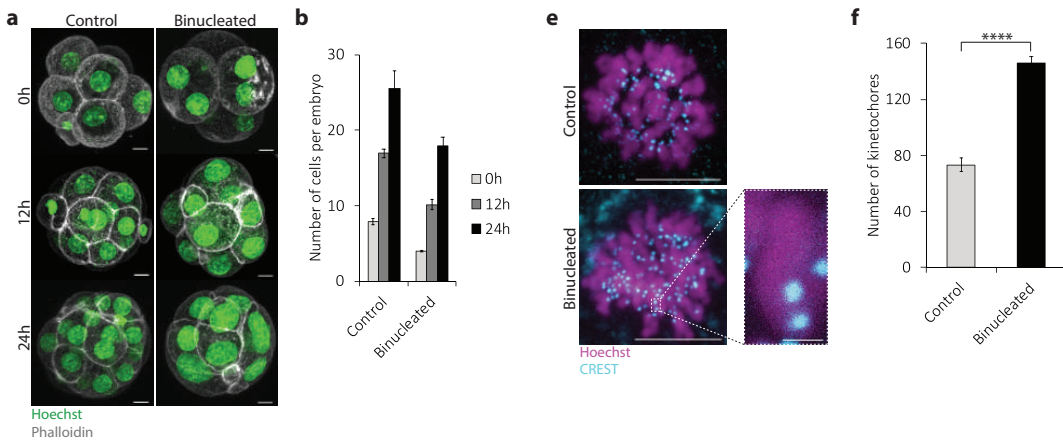 a
Control
Binucleated
0h
12h
24h
Hoechst
Phalloidin
b
Number of cells per embryo
30
20
10
0
Control
Binucleated
0h
12h
24h
e
Control
Binucleated
Hoechst
CREST
f
****
Number of kinetochores
160
120
80
40
0
Control
Binucleated